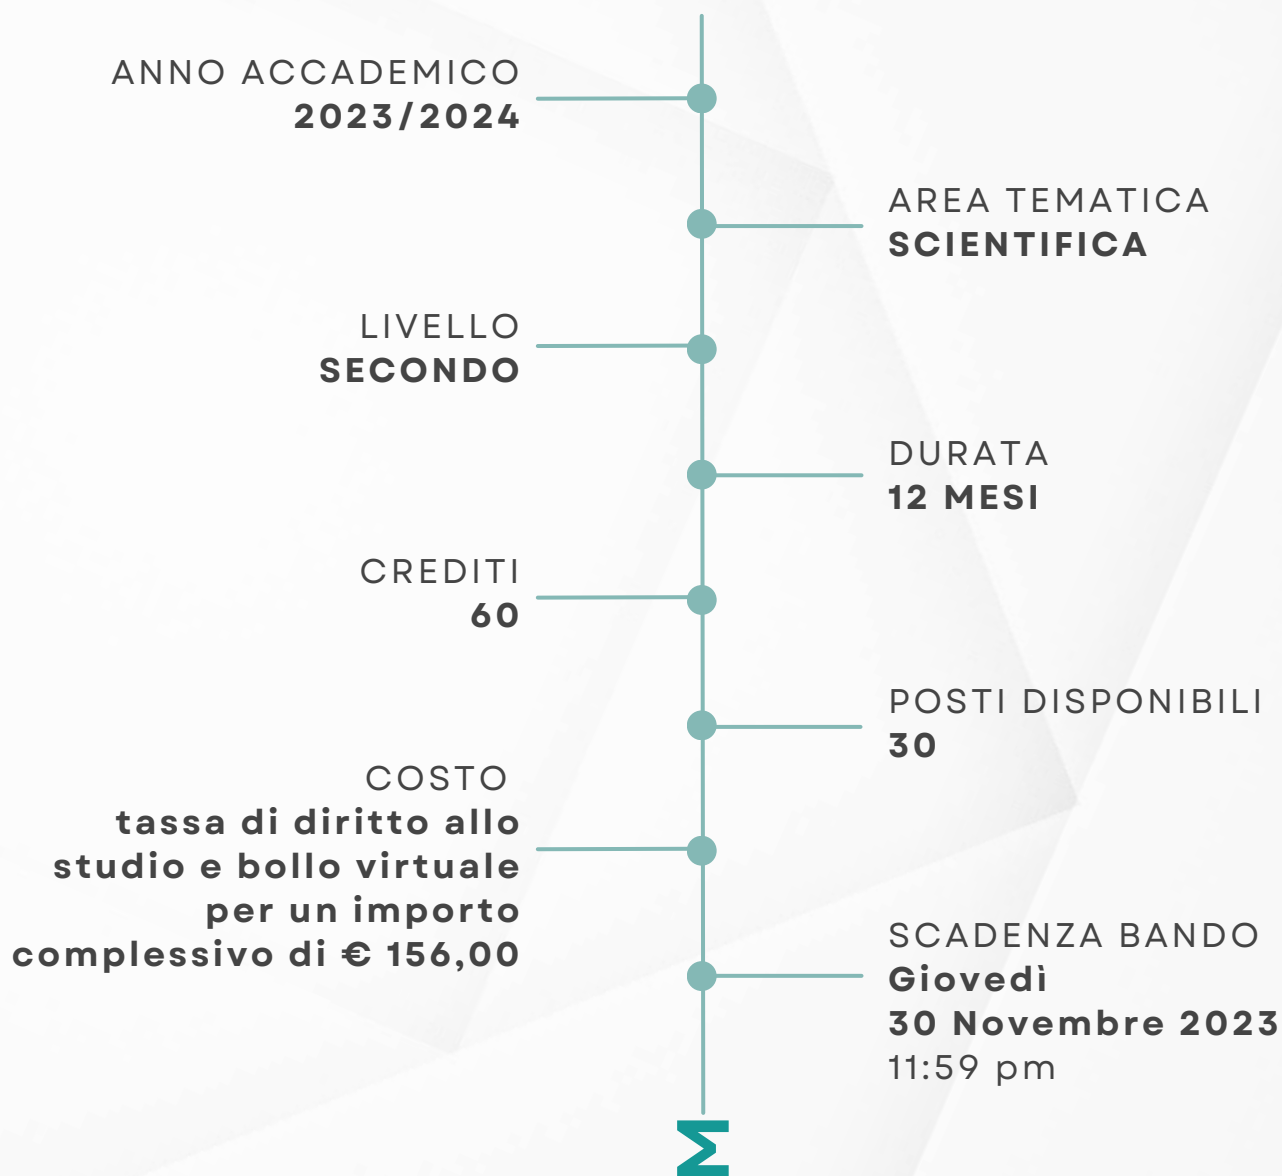 ANNO ACCADEMICO
2023/2024
AREA TEMATICA
SCIENTIFICA
LIVELLO
SECONDO
DURATA
12 MESI
CREDITI
60
POSTI DISPONIBILI
30
COSTO
tassa di diritto allo
studio e bollo virtuale
per un importo
complessivo di € 156,00
SCADENZA BANDO
Giovedì
30 Novembre 2023
11:59 pm
M